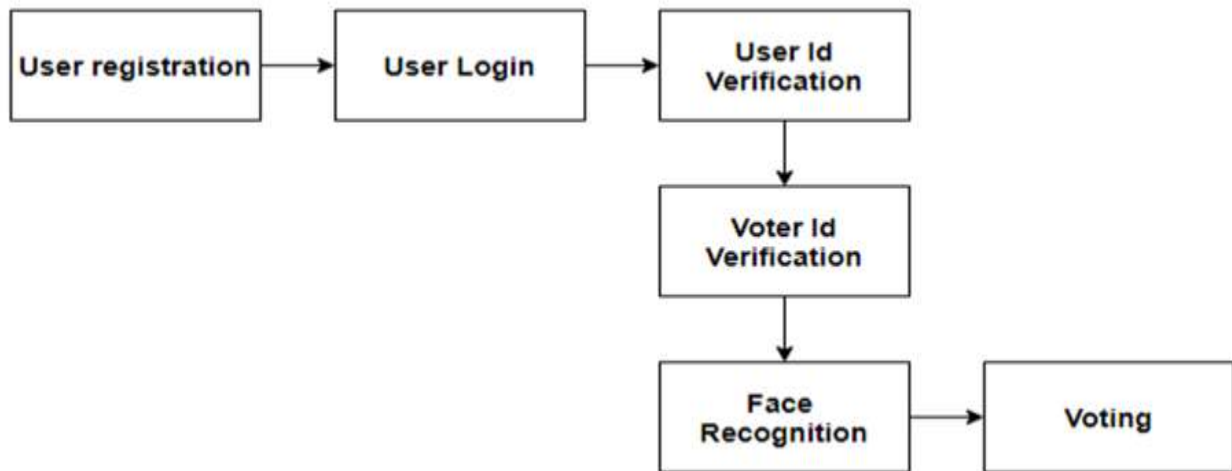 User registration
User Login
User Id
Verification
Voter Id
Verification
Face
Recognition
Voting